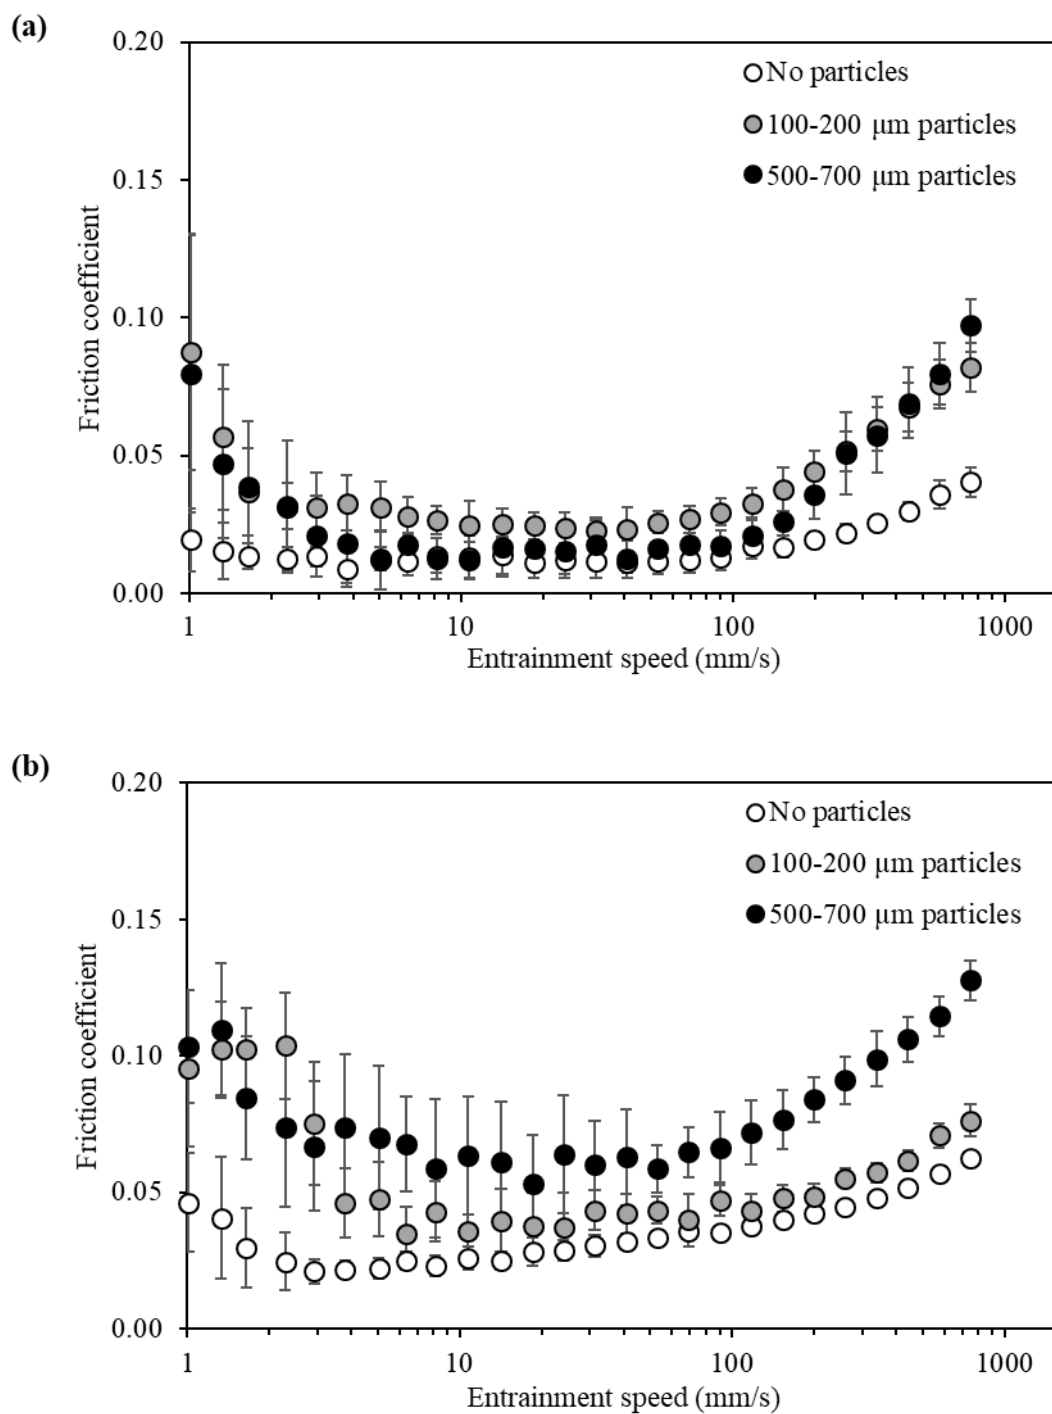 (a)
0.20
0.15
0.10
0.05
0.00
Friction coefficient
No particles
100-200 μm particles
500-700 μm particles
1 10 100 1000
Entrainment speed (mm/s)
(b)
0.20
0.15
0.10
0.05
0.00
Friction coefficient
No particles
100-200 μm particles
500-700 μm particles
1 10 100 1000
Entrainment speed (mm/s)